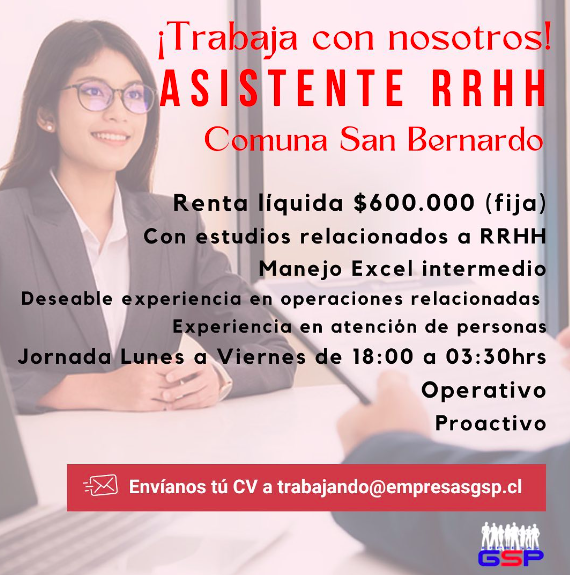 ¡Trabaja con nosotros!
ASISTENTE RRHH
Comuna San Bernardo
Renta líquida $600.000 (fija)
Con estudios relacionados a RRHH
Manejo Excel intermedio
Deseable experiencia en operaciones relacionadas
Experiencia en atención de personas
Jornada Lunes a Viernes de 18:00 a 03:30hrs
Operativo
Proactivo
Envíanos tú CV a trabajando@empresasgsp.cl
GSP